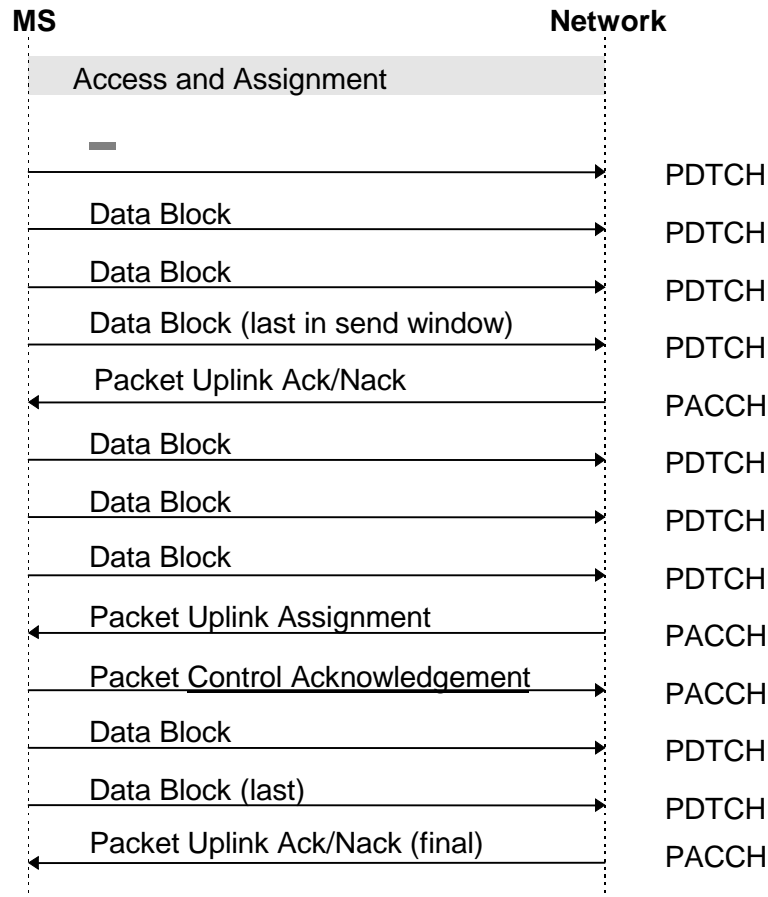 MS Network
Access and Assignment
PDTCH
Data Block PDTCH
Data Block PDTCH
Data Block (last in send window) PDTCH
Packet Uplink Ack/Nack PACCH
Data Block PDTCH
Data Block PDTCH
Data Block PDTCH
Packet Uplink Assignment PACCH
Packet Control Acknowledgement PACCH
Data Block PDTCH
Data Block (last) PDTCH
Packet Uplink Ack/Nack (final) PACCH